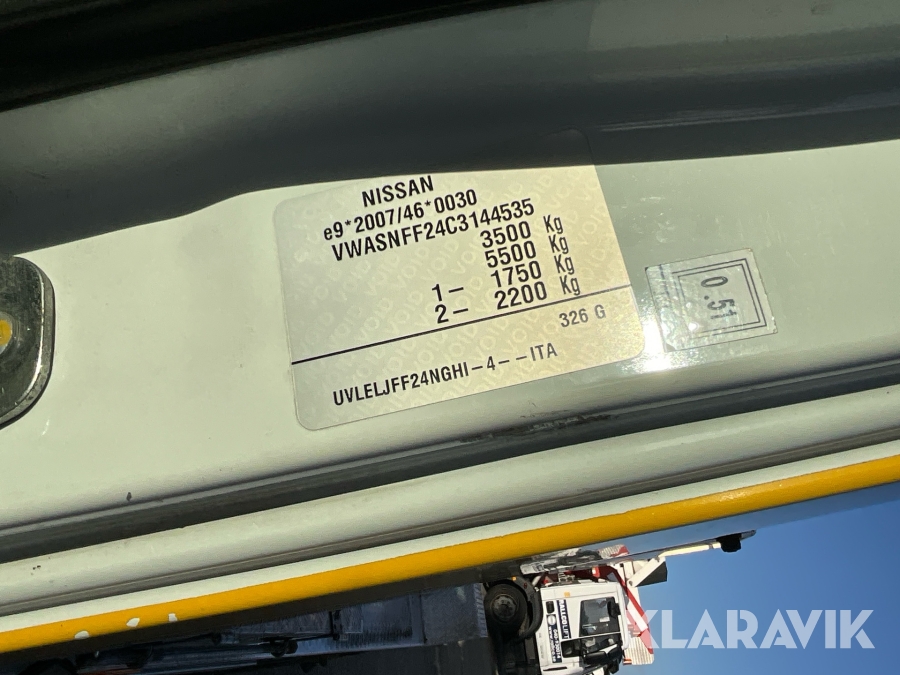 NISSAN
e9*2007/46*0030
VWASNFF24C3144535
3500 Kg
5500 Kg
1- 1750 Kg
2- 2200 Kg
326 G
UVLELJFF24NGHI-4--ITA
0.51
KLARAVIK